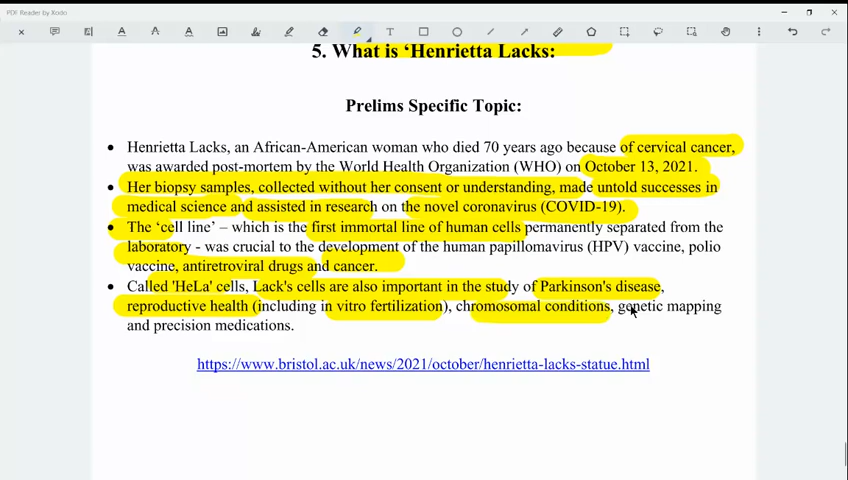 PDF Reader by Xodo
5. What is ‘Henrietta Lacks:
Prelims Specific Topic:
• Henrietta Lacks, an African-American woman who died 70 years ago because of cervical cancer,
was awarded post-mortem by the World Health Organization (WHO) on October 13, 2021.
• Her biopsy samples, collected without her consent or understanding, made untold successes in
medical science and assisted in research on the novel coronavirus (COVID-19).
• The ‘cell line’ – which is the first immortal line of human cells permanently separated from the
laboratory - was crucial to the development of the human papillomavirus (HPV) vaccine, polio
vaccine, antiretroviral drugs and cancer.
• Called 'HeLa' cells, Lack's cells are also important in the study of Parkinson's disease,
reproductive health (including in vitro fertilization), chromosomal conditions, genetic mapping
and precision medications.
https://www.bristol.ac.uk/news/2021/october/henrietta-lacks-statue.html